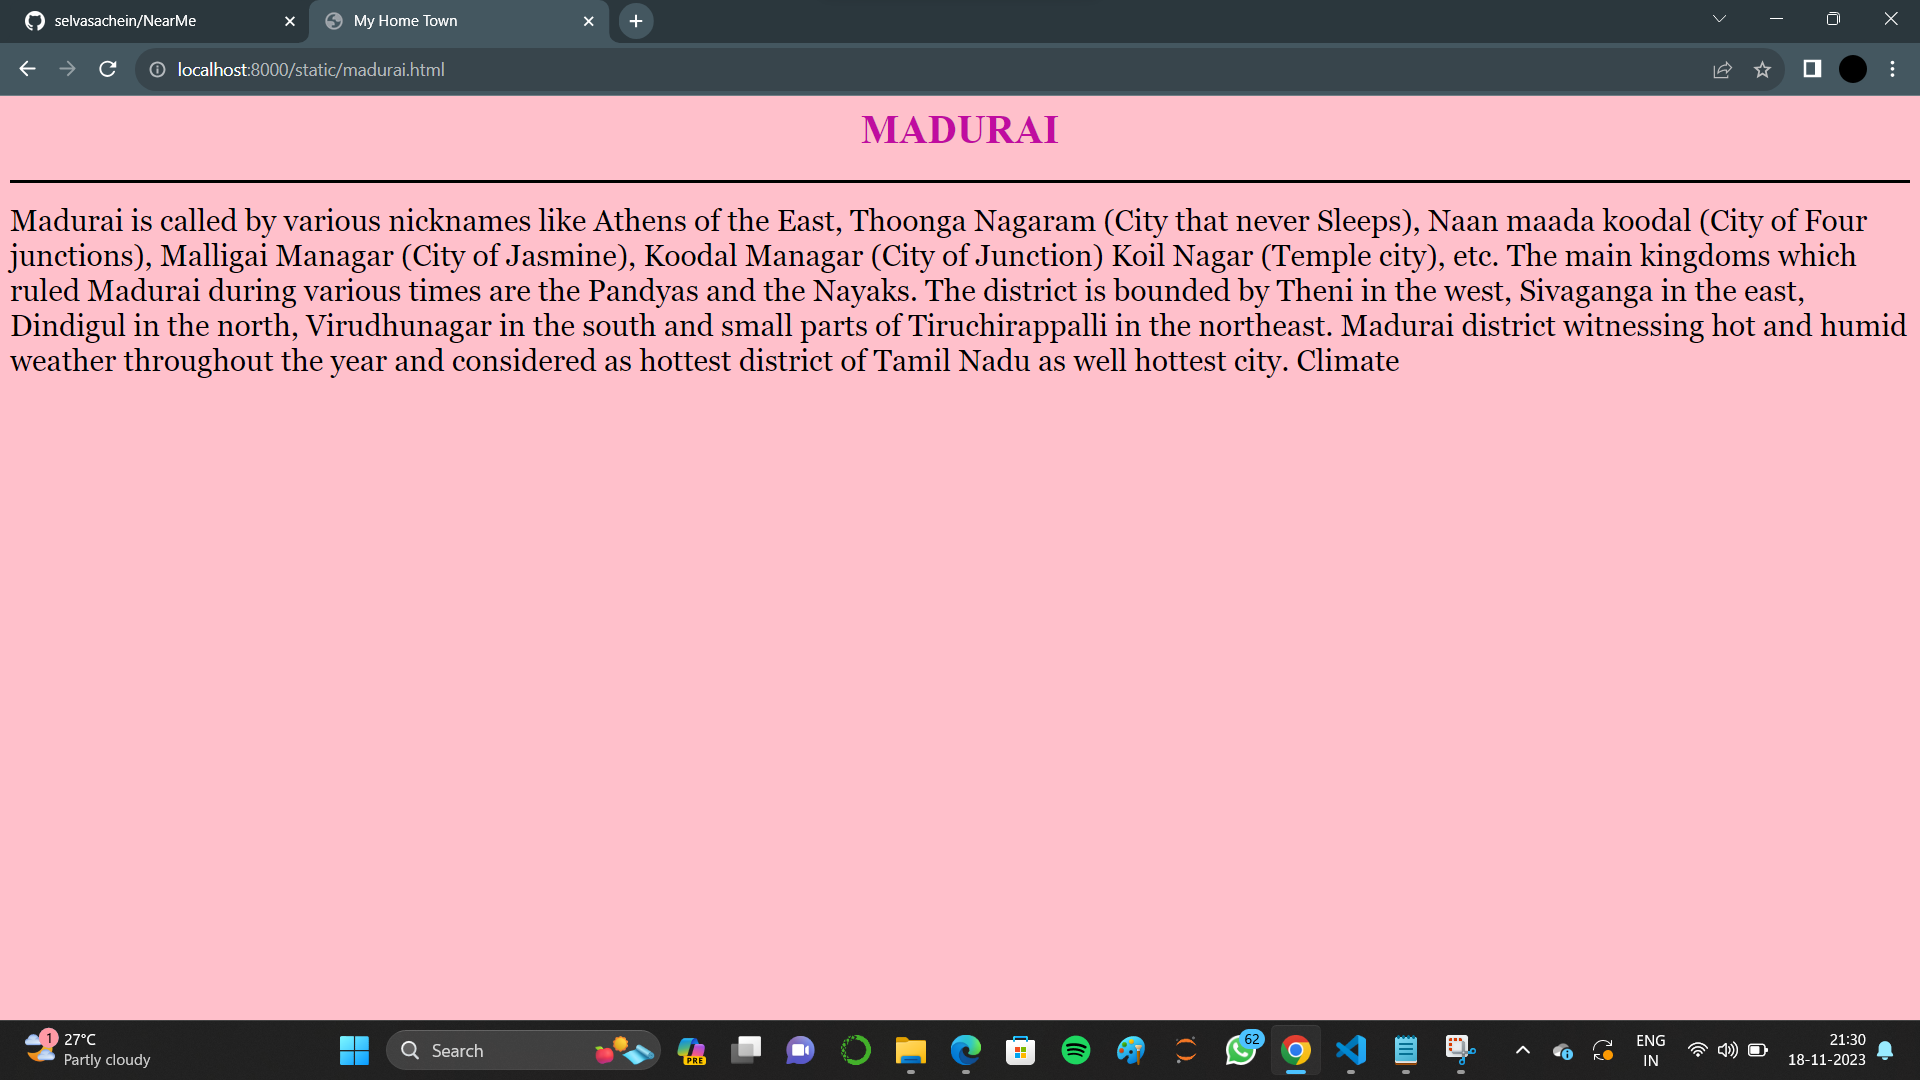 selvasachein/NearMe
My Home Town
localhost:8000/static/madurai.html
MADURAI
Madurai is called by various nicknames like Athens of the East, Thoonga Nagaram (City that never Sleeps), Naan maada koodal (City of Four
junctions), Malligai Managar (City of Jasmine), Koodal Managar (City of Junction) Koil Nagar (Temple city), etc. The main kingdoms which
ruled Madurai during various times are the Pandyas and the Nayaks. The district is bounded by Theni in the west, Sivaganga in the east,
Dindigul in the north, Virudhunagar in the south and small parts of Tiruchirappalli in the northeast. Madurai district witnessing hot and humid
weather throughout the year and considered as hottest district of Tamil Nadu as well hottest city. Climate
1
27°C
Partly cloudy
Search
PRE
62
ENG
IN
21:30
18-11-2023